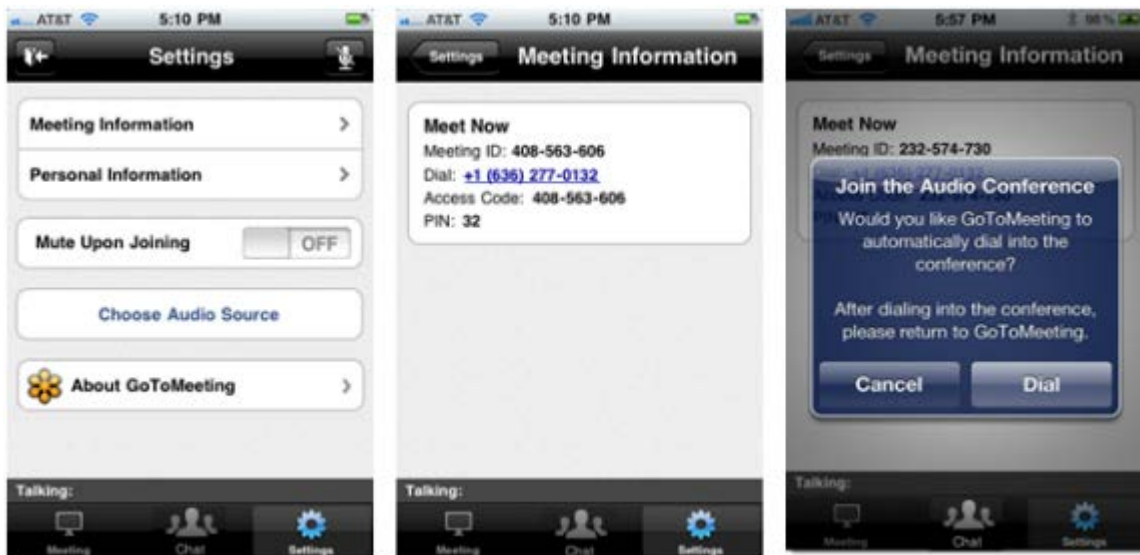 AT&T 5:10 PM
Settings
Meeting Information
Personal Information
Mute Upon Joining OFF
Choose Audio Source
About GoToMeeting
Talking:
Meeting Chat Settings
AT&T 5:10 PM
Settings Meeting Information
Meet Now
Meeting ID: 408-563-606
Dial: +1 (636) 277-0132
Access Code: 408-563-606
PIN: 32
Talking:
Meeting Chat Settings
AT&T 5:57 PM 98%
Settings Meeting Information
Meet Now
Meeting ID: 232-574-730
Join the Audio Conference
Would you like GoToMeeting to
automatically dial into the
conference?
After dialing into the conference,
please return to GoToMeeting.
Cancel Dial
Talking:
Meeting Chat Settings